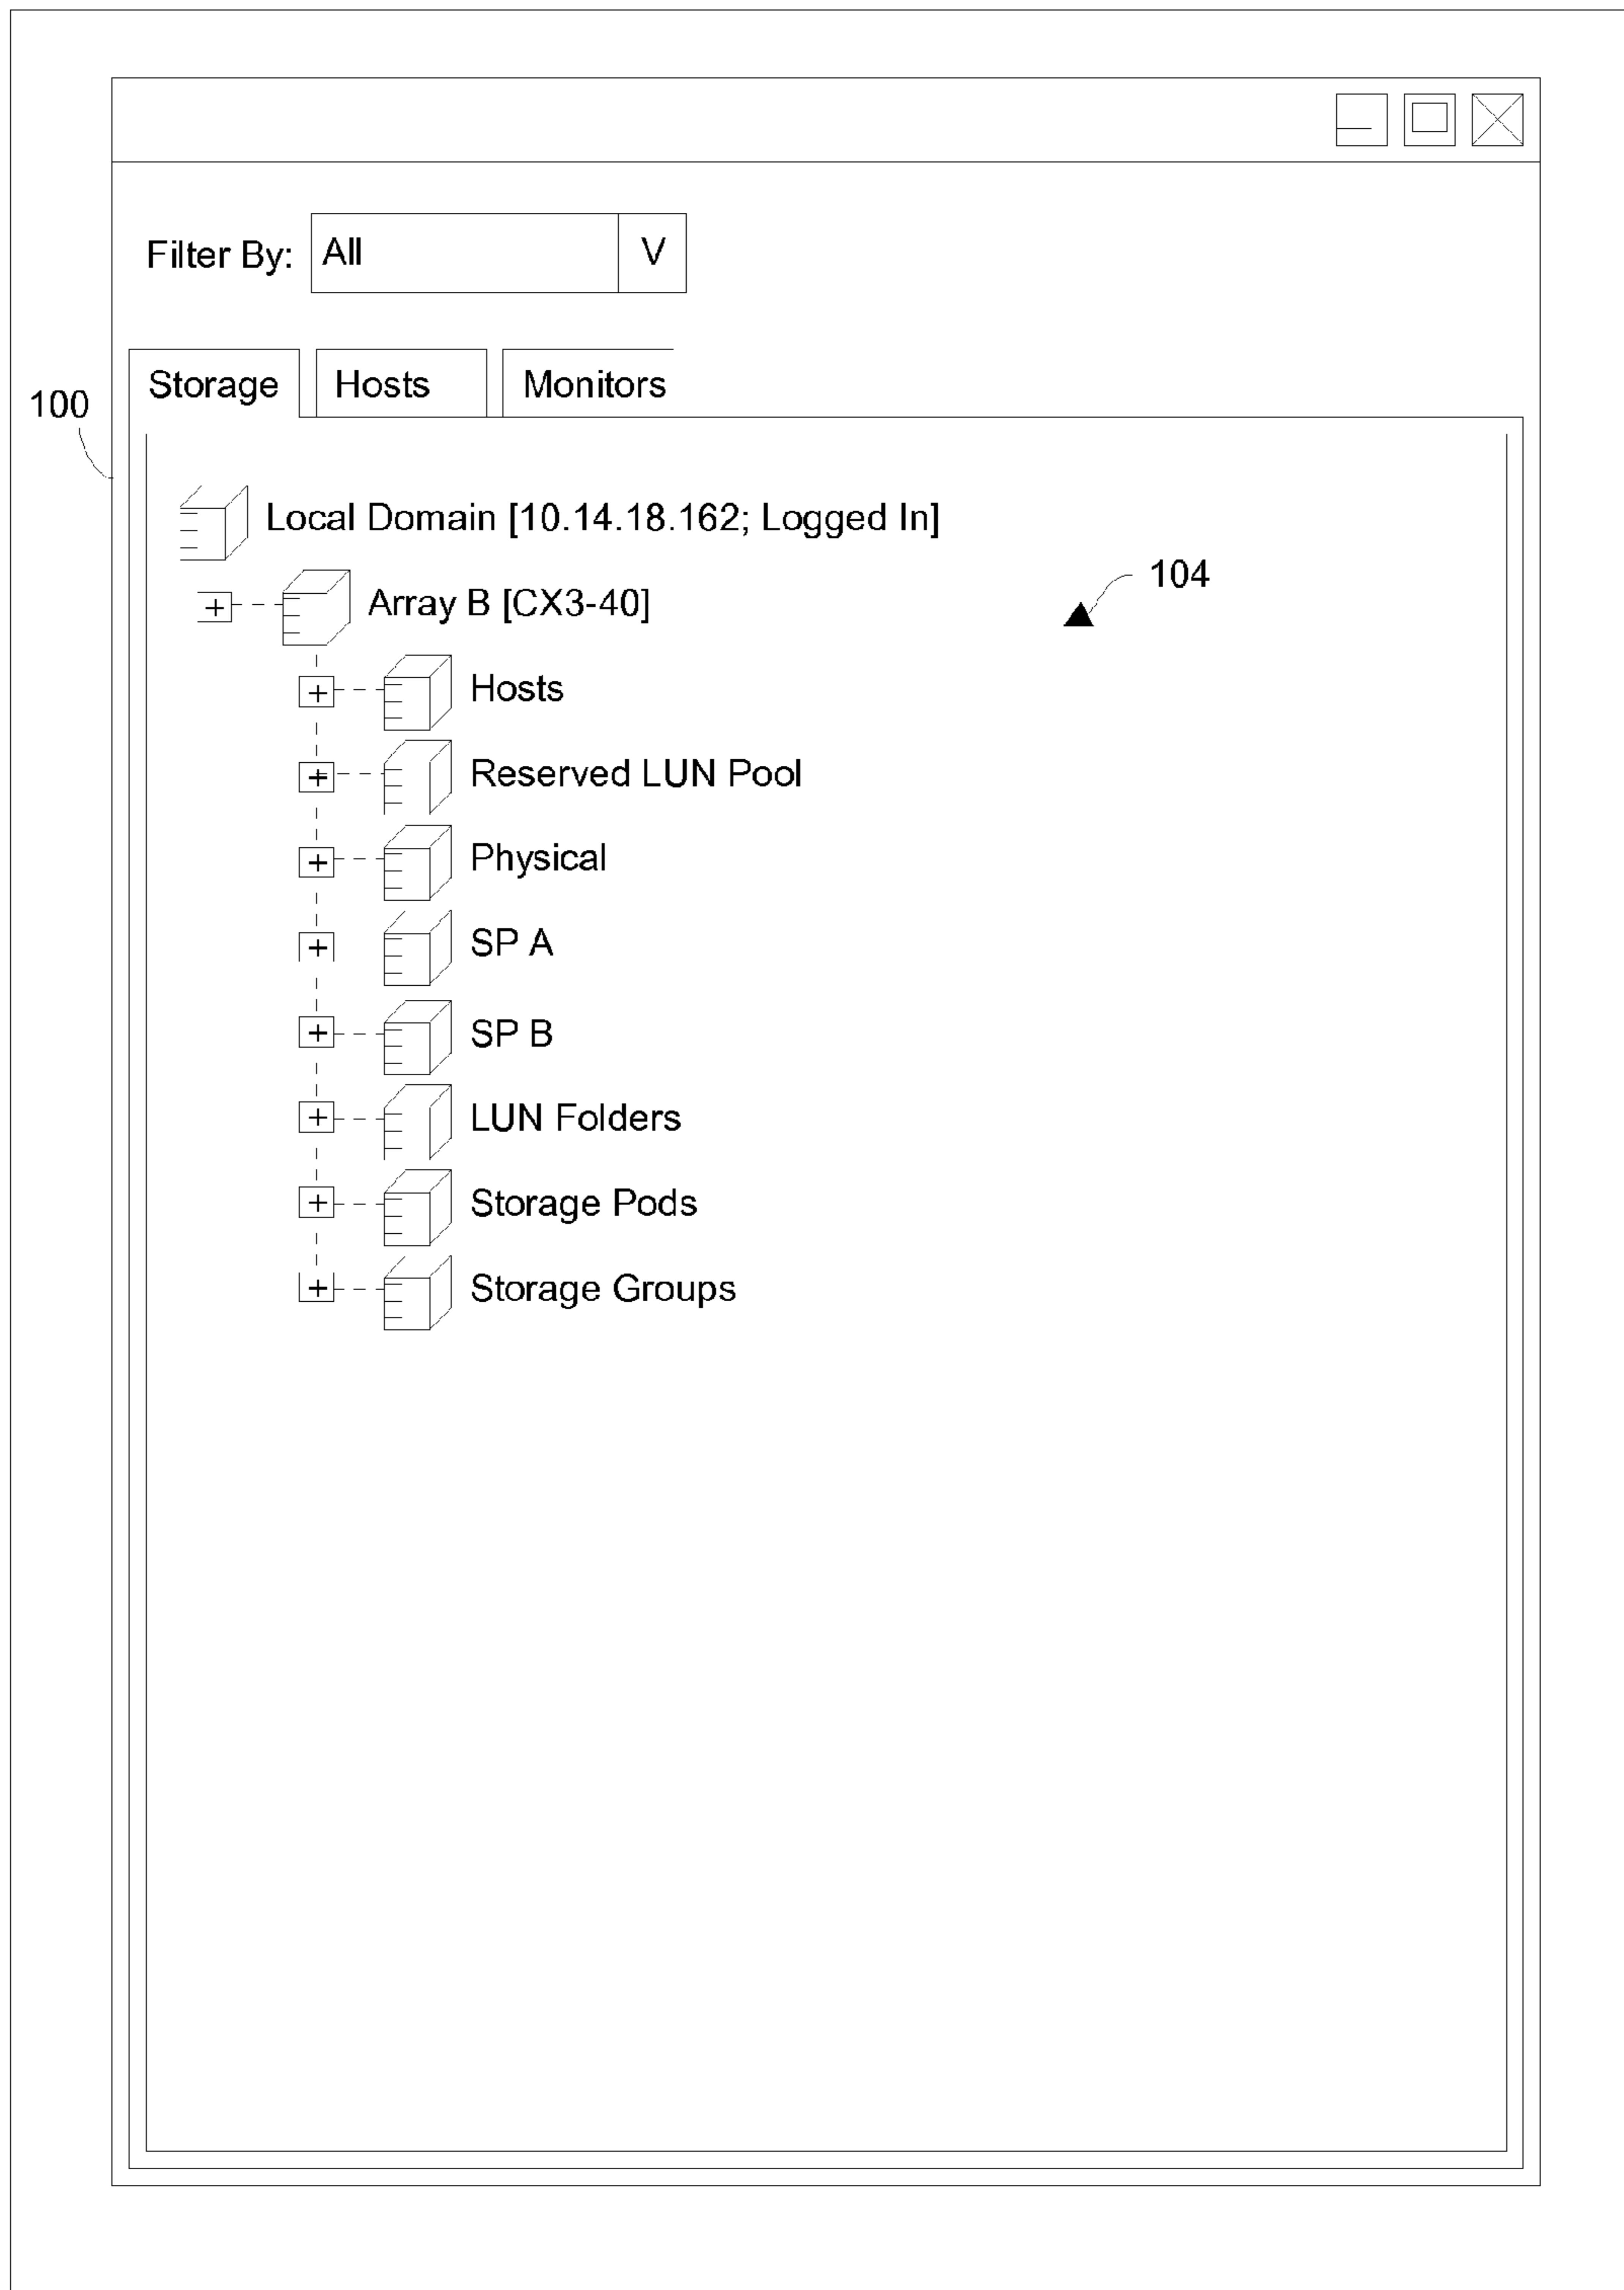 Filter By: All V
Storage Hosts Monitors
100
Local Domain [10.14.18.162; Logged In]
104
Array B [CX3-40]
Hosts
Reserved LUN Pool
Physical
SP A
SP B
LUN Folders
Storage Pods
Storage Groups